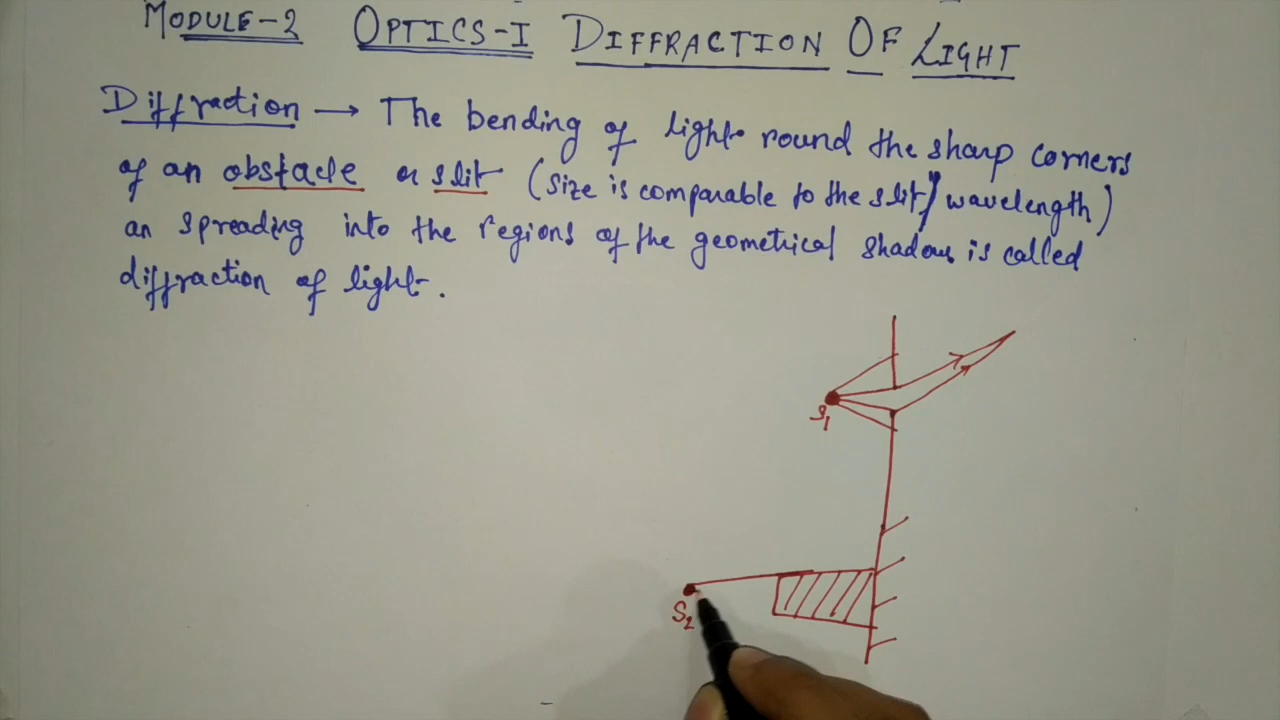 MODULE-2 OPTICS-I DIFFRACTION OF LIGHT
Diffraction → The bending of light round the sharp corners
of an obstacle or slit (size is comparable to the slit/wavelength)
an spreading into the regions of the geometrical shadow is called
diffraction of light.
S1
S2